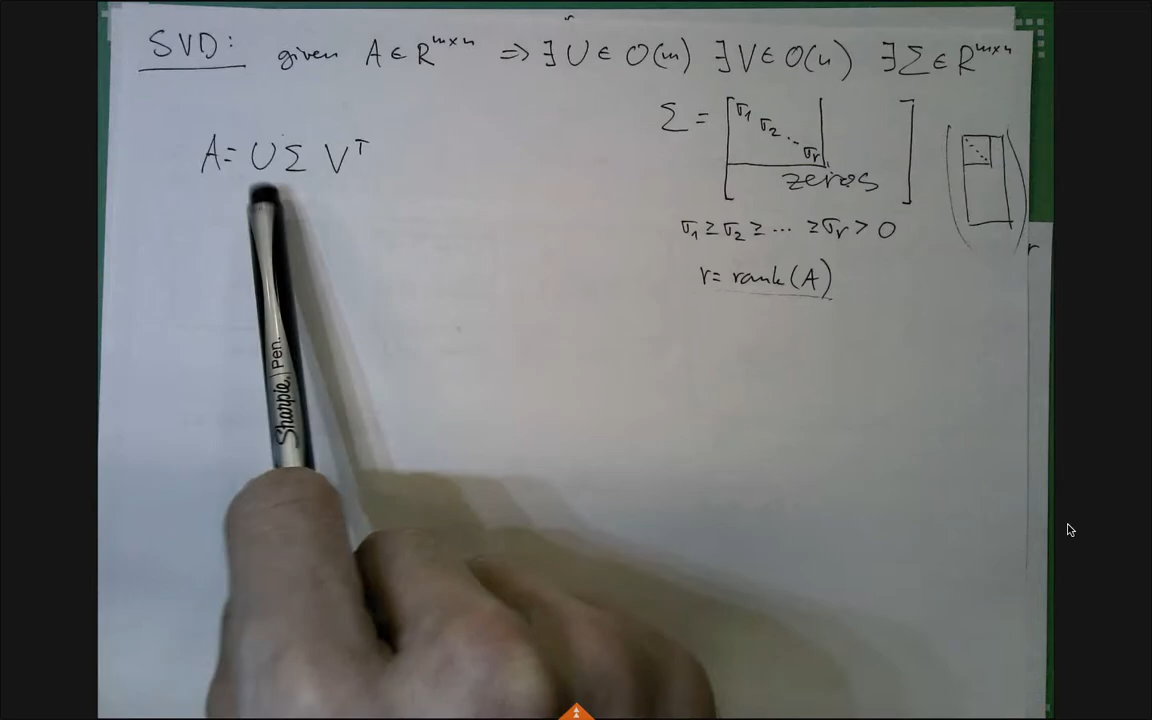 SVD: given A ∈ R^{m×n} ⇒ ∃ U ∈ O(m) ∃ V ∈ O(n) ∃ Σ ∈ R^{m×n}
Σ = [σ₁ σ₂ ⋱ σᵣ zeros]
A = U Σ V^T
σ₁ ≥ σ₂ ≥ ... ≥ σᵣ > 0
r = rank(A)
r
Sharpie. Pen.